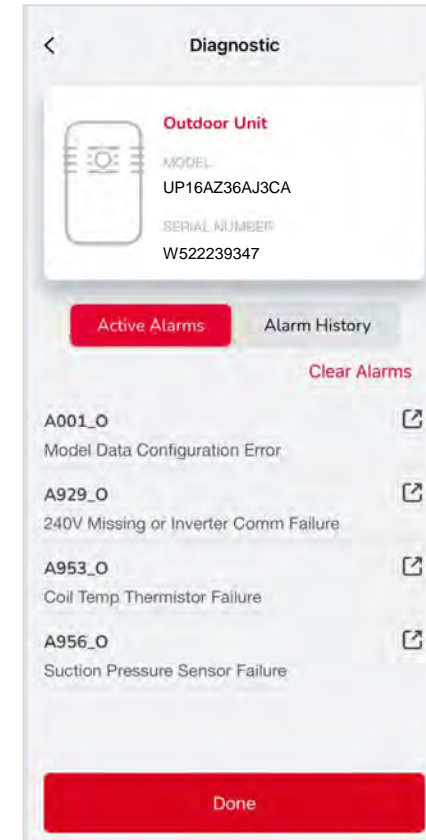 Diagnostic
Outdoor Unit
MODEL
UP16AZ36AJ3CA
SERIAL NUMBER
W522239347
Active Alarms
Alarm History
Clear Alarms
A001_O
Model Data Configuration Error
A929_O
240V Missing or Inverter Comm Failure
A953_O
Coil Temp Thermistor Failure
A956_O
Suction Pressure Sensor Failure
Done